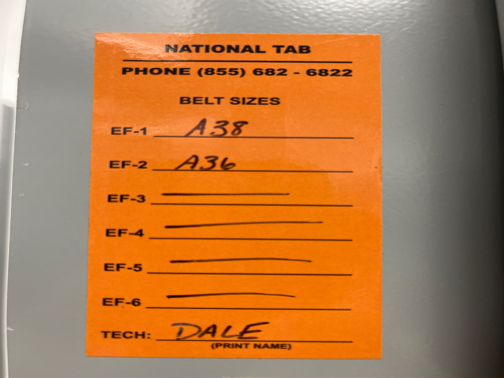 NATIONAL TAB
PHONE (855) 682 - 6822
BELT SIZES
EF-1 A38
EF-2 A36
EF-3
EF-4
EF-5
EF-6
TECH: DALE
(PRINT NAME)